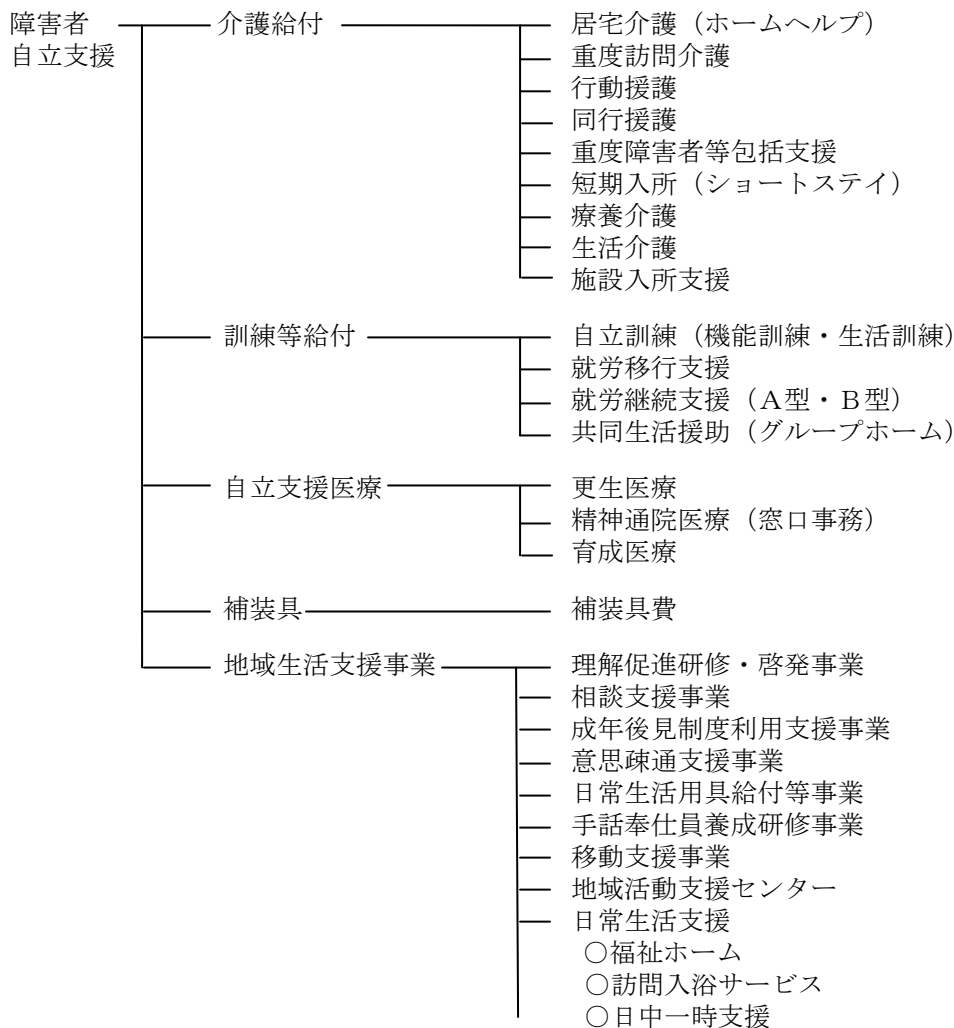 障害者 介護給付 居宅介護（ホームヘルプ）
自立支援 重度訪問介護
行動援護
同行援護
重度障害者等包括支援
短期入所（ショートステイ）
療養介護
生活介護
施設入所支援
訓練等給付 自立訓練（機能訓練・生活訓練）
就労移行支援
就労継続支援（Ａ型・Ｂ型）
共同生活援助（グループホーム）
自立支援医療 更生医療
精神通院医療（窓口事務）
育成医療
補装具 補装具費
地域生活支援事業 理解促進研修・啓発事業
相談支援事業
成年後見制度利用支援事業
意思疎通支援事業
日常生活用具給付等事業
手話奉仕員養成研修事業
移動支援事業
地域活動支援センター
日常生活支援
○福祉ホーム
○訪問入浴サービス
○日中一時支援